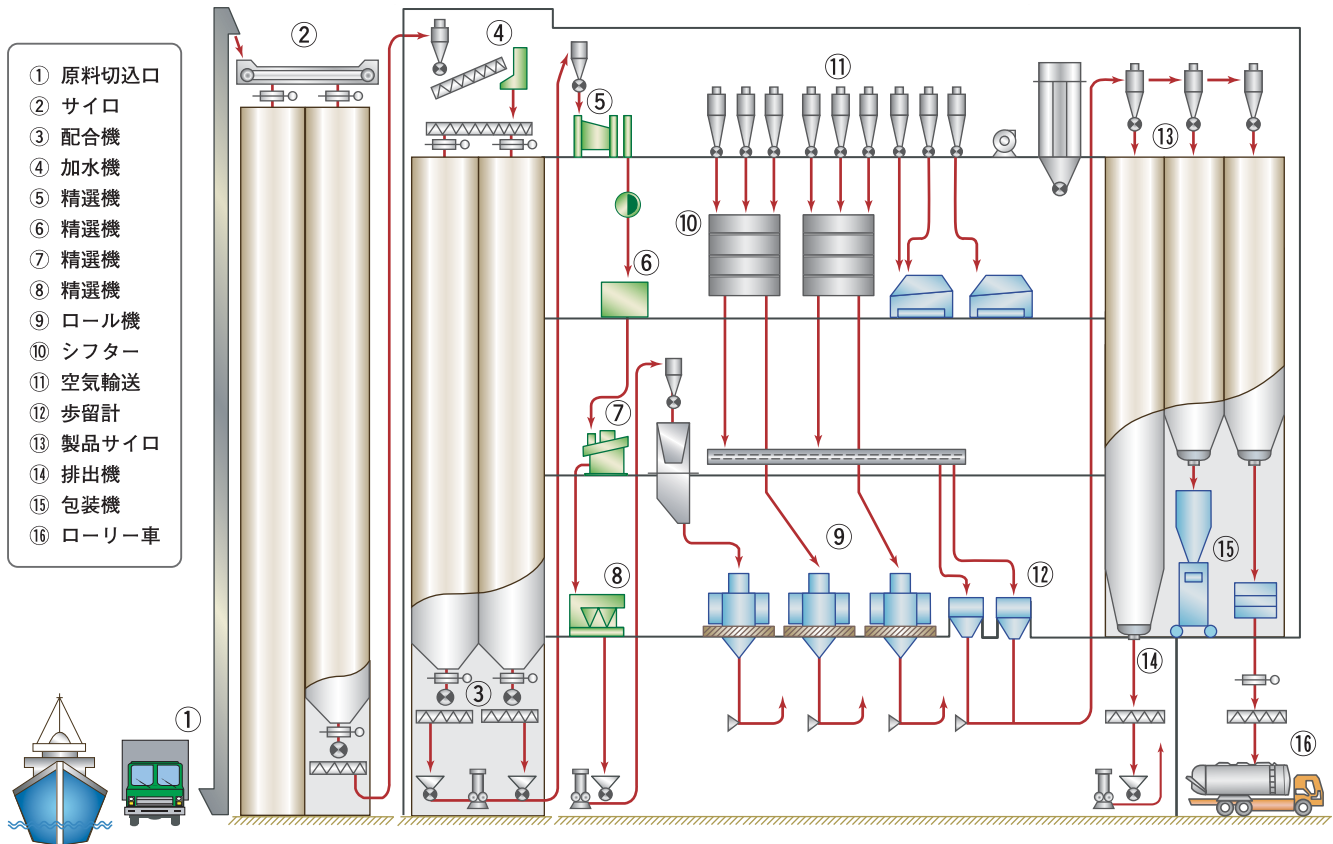 ① 原料切込口
② サイロ
③ 配合機
④ 加水機
⑤ 精選機
⑥ 精選機
⑦ 精選機
⑧ 精選機
⑨ ロール機
⑩ シフター
⑪ 空気輸送
⑫ 歩留計
⑬ 製品サイロ
⑭ 排出機
⑮ 包装機
⑯ ローリー車
②
④
⑪
⑤
⑬
⑩
⑥
⑦
⑨
⑮
⑧
⑫
⑭
③
①
⑯